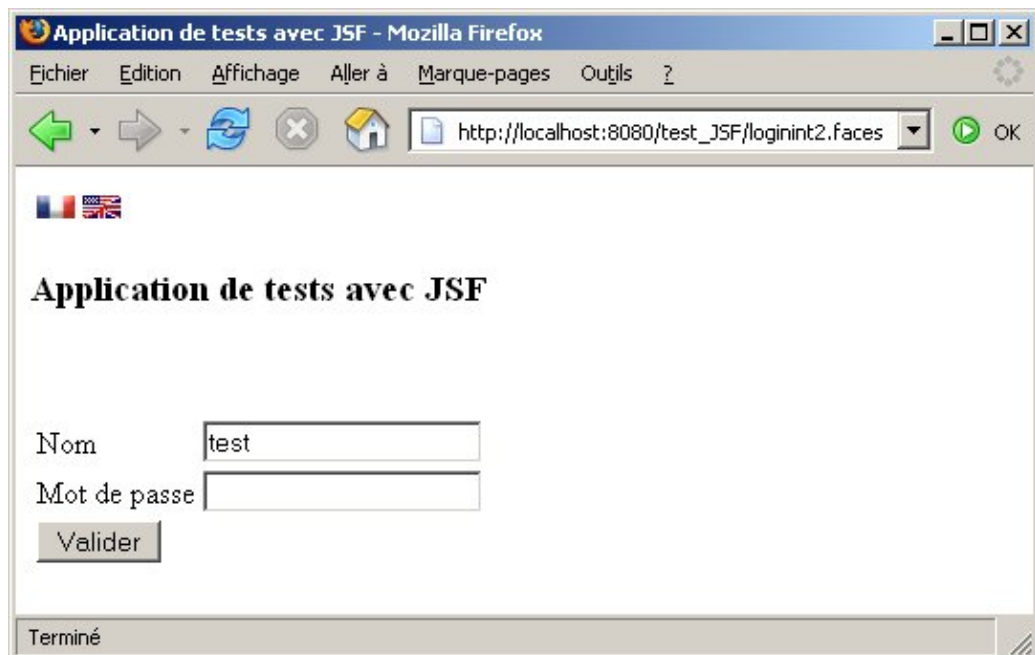 Application de tests avec JSF - Mozilla Firefox
Fichier Edition Affichage Aller à Marque-pages Outils ?
http://localhost:8080/test_JSF/loginint2.faces OK
Application de tests avec JSF
Nom test
Mot de passe
Valider
Terminé